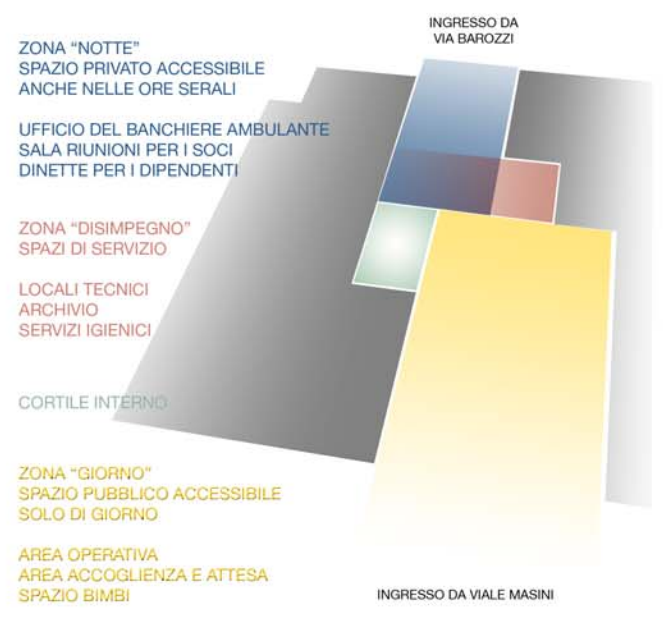 INGRESSO DA
VIA BAROZZI
ZONA “NOTTE”
SPAZIO PRIVATO ACCESSIBILE
ANCHE NELLE ORE SERALI
UFFICIO DEL BANCHIERE AMBULANTE
SALA RIUNIONI PER I SOCI
DINETTE PER I DIPENDENTI
ZONA “DISIMPEGNO”
SPAZI DI SERVIZIO
LOCALI TECNICI
ARCHIVIO
SERVIZI IGIENICI
CORTILE INTERNO
ZONA “GIORNO”
SPAZIO PUBBLICO ACCESSIBILE
SOLO DI GIORNO
AREA OPERATIVA
AREA ACCOGLIENZA E ATTESA
SPAZIO BIMBI
INGRESSO DA VIALE MASINI